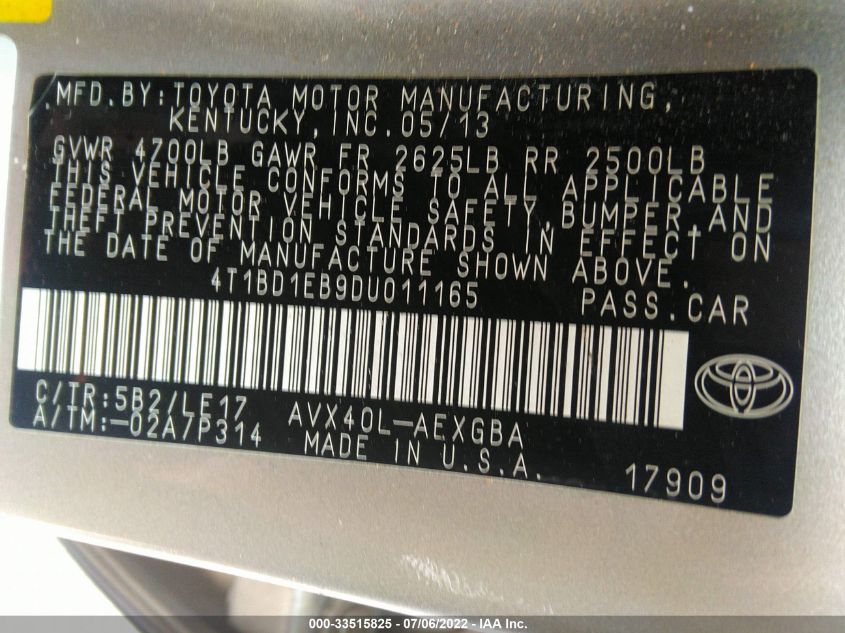 MFD. BY: TOYOTA MOTOR MANUFACTURING,
KENTUCKY, INC. 05/13
GVWR 4700LB GAWR FR 2625LB RR 2500LB
THIS VEHICLE CONFORMS TO ALL APPLICABLE
FEDERAL MOTOR VEHICLE SAFETY, BUMPER, AND
THEFT PREVENTION STANDARDS IN EFFECT ON
THE DATE OF MANUFACTURE SHOWN ABOVE.
4T1BD1EB9DU011165 PASS. CAR
C/TR: 5B2/LF17 AVX40L-AEXGBA
A/TM: -02A/P314 MADE IN U.S.A.
17909
000-33515825 - 07/06/2022 - IAA Inc.